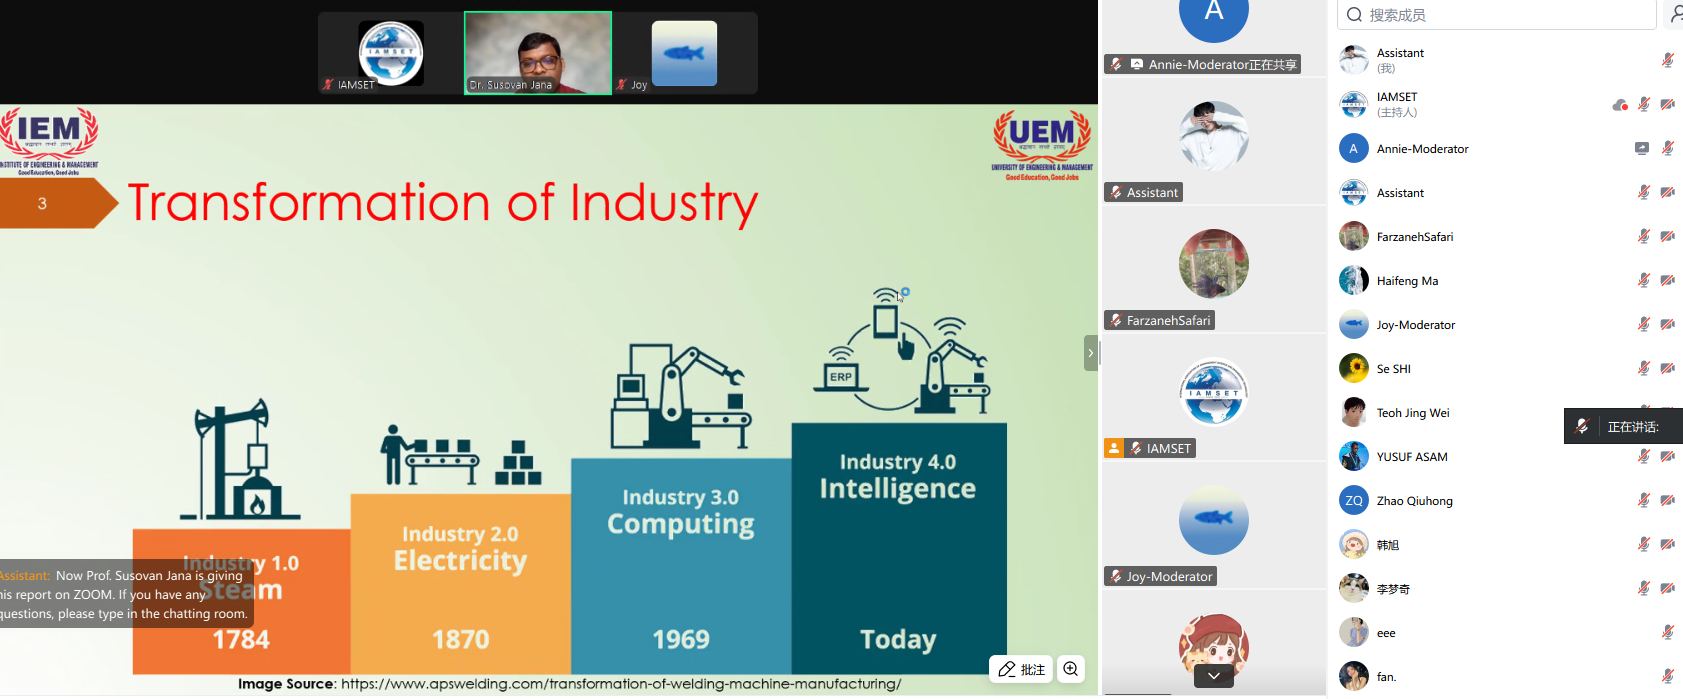 IAMSET
Dr. Susovan Jana
Joy
IEM
INSTITUTE OF ENGINEERING & MANAGEMENT
Good Education, Good Jobs
UEM
UNIVERSITY OF ENGINEERING & MANAGEMENT
Good Education, Good Jobs
3
Transformation of Industry
ERP
Industry 1.0
Steam
1784
Industry 2.0
Electricity
1870
Industry 3.0
Computing
1969
Industry 4.0
Intelligence
Today
Assistant: Now Prof. Susovan Jana is giving
his report on ZOOM. If you have any
questions, please type in the chatting room.
Image Source: https://www.apswelding.com/transformation-of-welding-machine-manufacturing/
批注
A
Annie-Moderator正在共享
Assistant
FarzanehSafari
IAMSET
IAMSET
Joy-Moderator
搜索成员
Assistant
(我)
IAMSET
(主持人)
A
Annie-Moderator
Assistant
FarzanehSafari
Haifeng Ma
Joy-Moderator
Se SHI
Teoh Jing Wei
正在讲话:
YUSUF ASAM
ZQ
Zhao Qiuhong
韩旭
李梦奇
eee
fan.